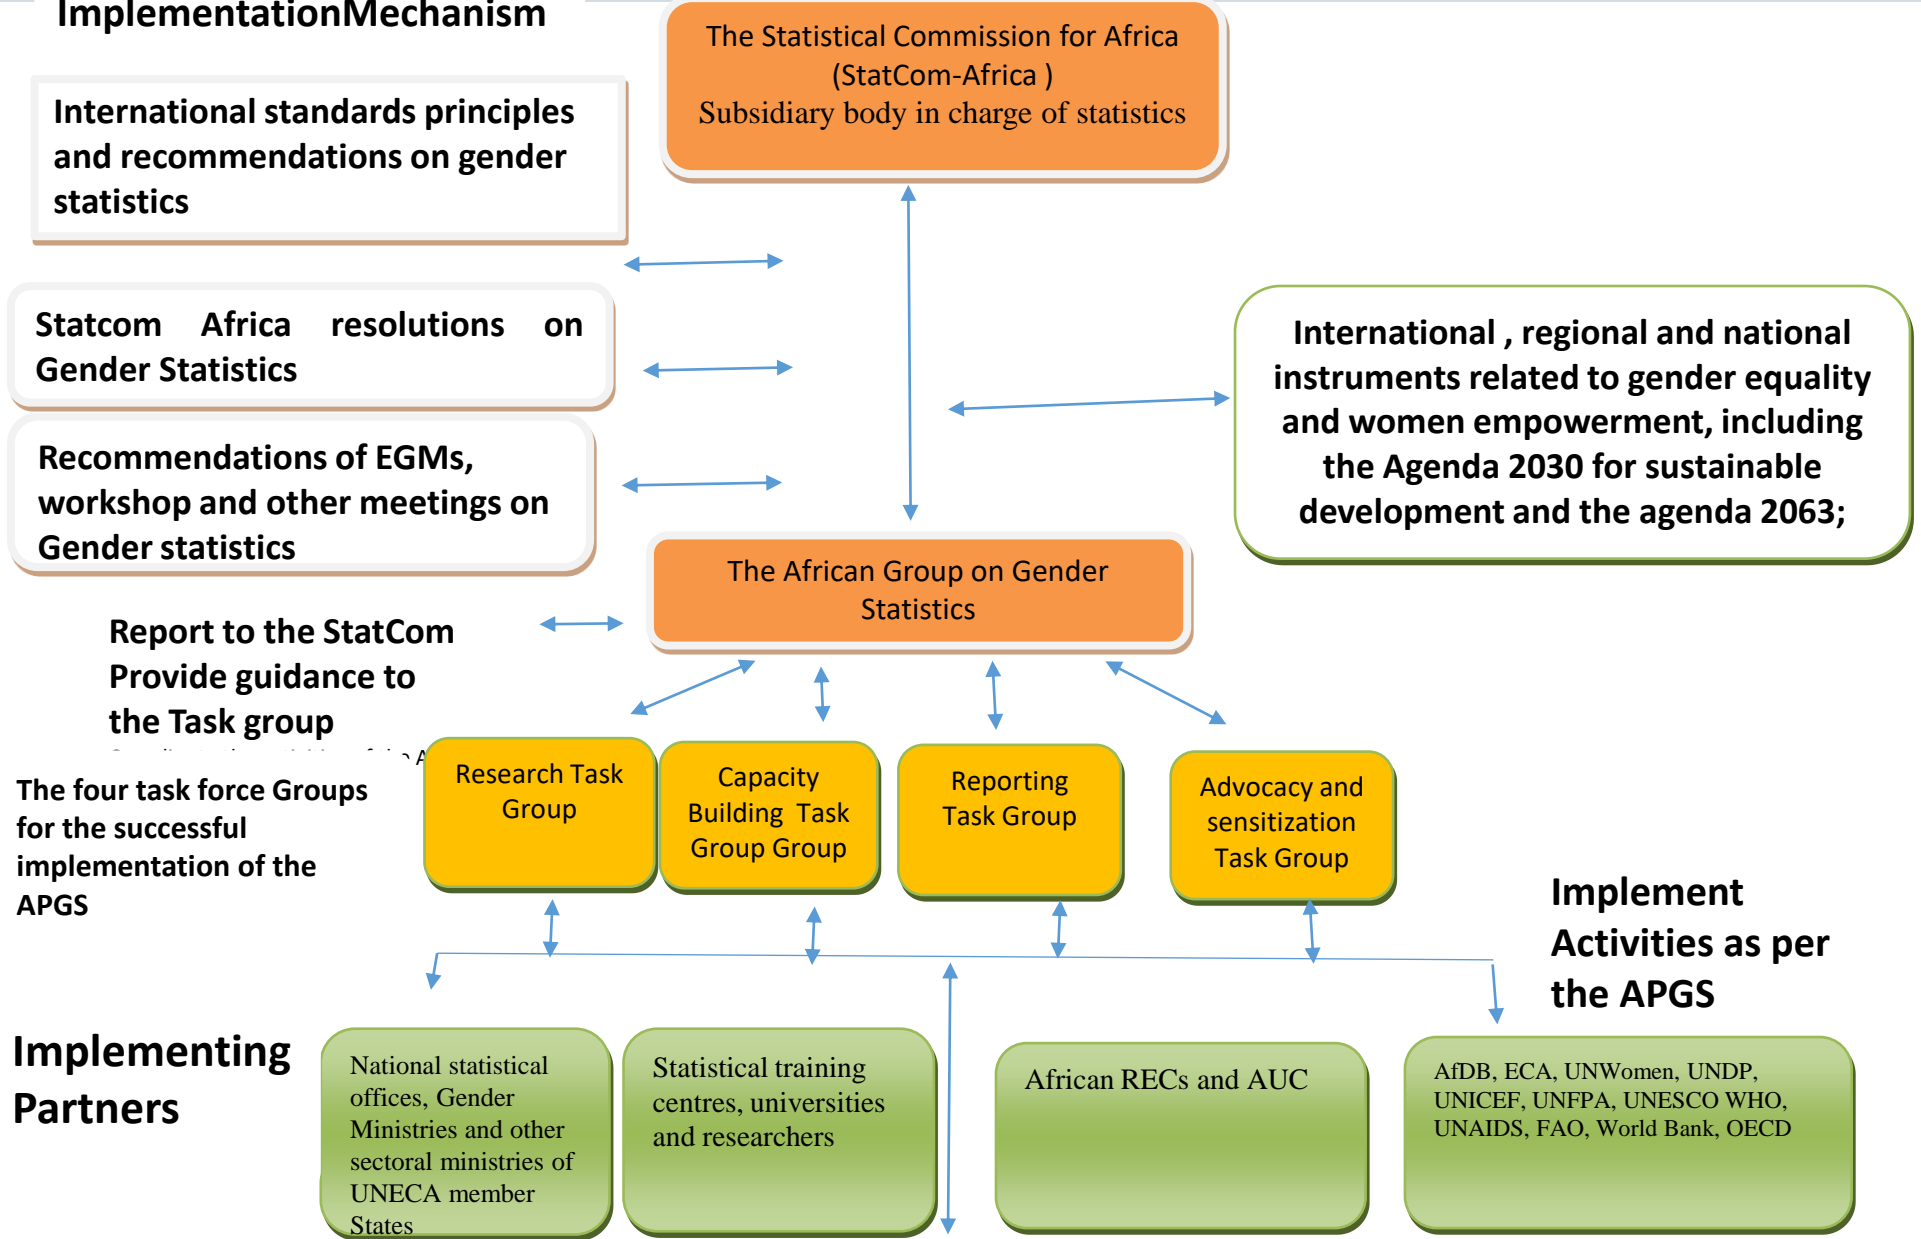 ImplementationMechanism
The Statistical Commission for Africa
(StatCom-Africa )
Subsidiary body in charge of statistics
International standards principles
and recommendations on gender
statistics
Statcom Africa resolutions on
Gender Statistics
Recommendations of EGMs,
workshop and other meetings on
Gender statistics
International , regional and national
instruments related to gender equality
and women empowerment, including
the Agenda 2030 for sustainable
development and the agenda 2063;
The African Group on Gender
Statistics
Report to the StatCom
Provide guidance to
the Task group
The four task force Groups
for the successful
implementation of the
APGS
Research Task
Group
Capacity
Building Task
Group Group
Reporting
Task Group
Advocacy and
sensitization
Task Group
Implement
Activities as per
the APGS
Implementing
Partners
National statistical
offices, Gender
Ministries and other
sectoral ministries of
UNECA member
States
Statistical training
centres, universities
and researchers
African RECs and AUC
AfDB, ECA, UNWomen, UNDP,
UNICEF, UNFPA, UNESCO WHO,
UNAIDS, FAO, World Bank, OECD